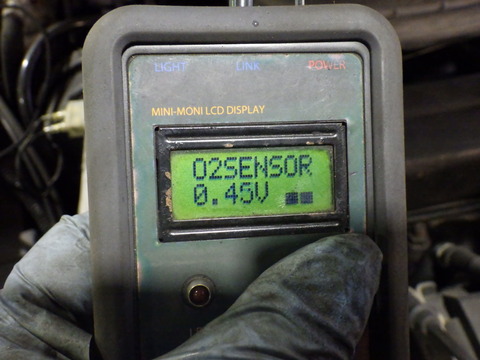 LIGHT LINK POWER
MINI-MONI LCD DISPLAY
O2SENSOR
0.45V